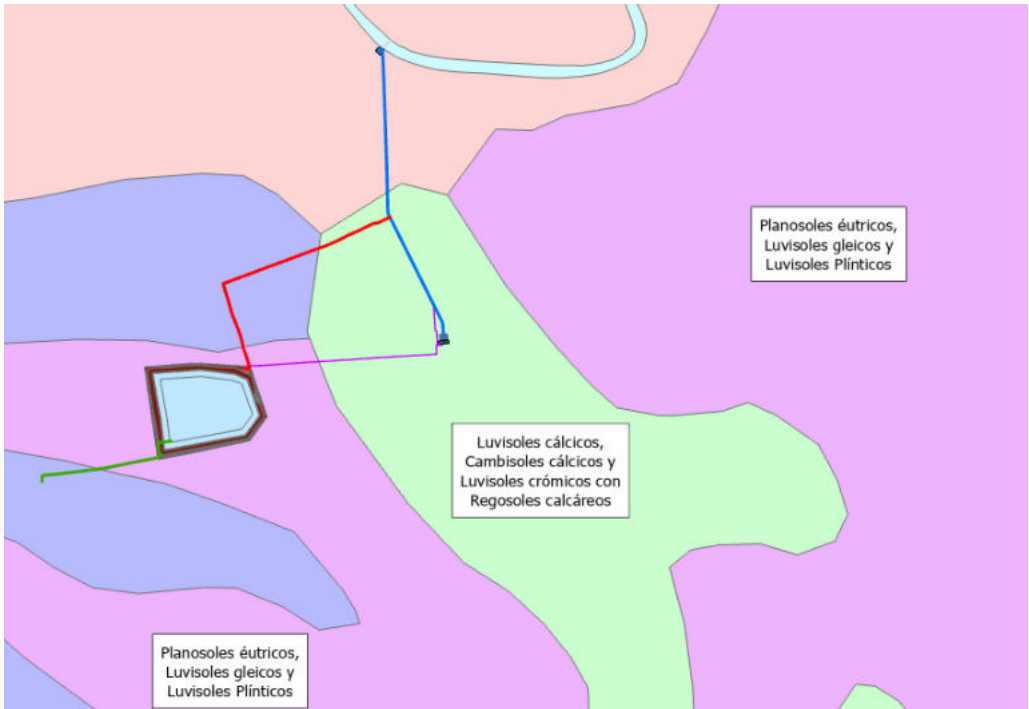 Planosoles éutricos,
Luvisoles gleicos y
Luvisoles Plínticos
Luvisoles cálcicos,
Cambisoles cálcicos y
Luvisoles crómicos con
Regosoles calcáreos
Planosoles éutricos,
Luvisoles gleicos y
Luvisoles Plínticos